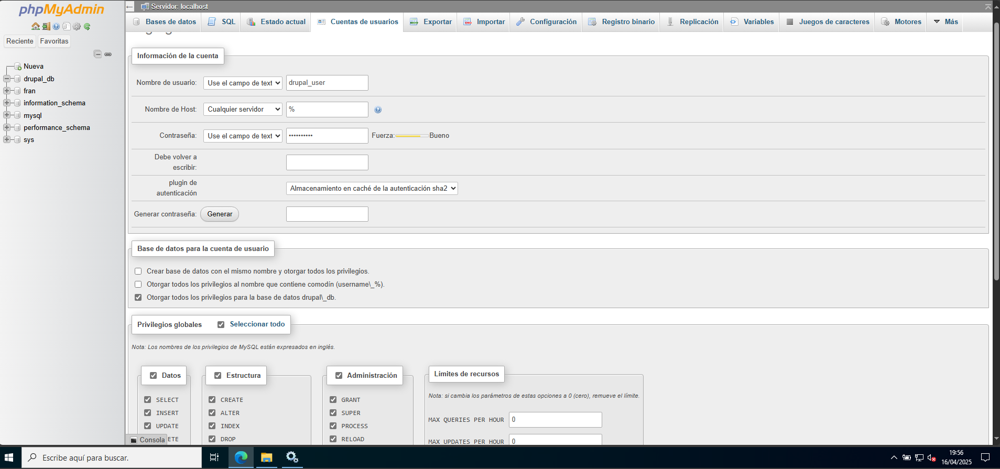 phpMyAdmin
Reciente Favoritas
Nueva
drupal_db
fran
information_schema
mysql
performance_schema
sys
Servidor: localhost
Bases de datos SQL Estado actual Cuentas de usuarios Exportar Importar Configuración Registro binario Replicación Variables Juegos de caracteres Motores Más
Información de la cuenta
Nombre de usuario: Use el campo de text drupal_user
Nombre de Host: Cualquier servidor %
Contraseña: Use el campo de text •••••••••• Fuerza: Bueno
Debe volver a
escribir:
plugin de
autenticación
Almacenamiento en caché de la autenticación sha2
Generar contraseña: Generar
Base de datos para la cuenta de usuario
Crear base de datos con el mismo nombre y otorgar todos los privilegios.
Otorgar todos los privilegios al nombre que contiene comodín (username\_%).
Otorgar todos los privilegios para la base de datos drupal\_db.
Privilegios globales Seleccionar todo
Nota: Los nombres de los privilegios de MySQL están expresados en inglés.
Datos
SELECT
INSERT
UPDATE
ETE
Estructura
CREATE
ALTER
INDEX
DROP
Administración
GRANT
SUPER
PROCESS
RELOAD
Límites de recursos
Nota: si cambia los parámetros de estas opciones a 0 (cero), remueve el límite.
MAX QUERIES PER HOUR 0
MAX UPDATES PER HOUR 0
Consola
Escribe aquí para buscar.
19:56
16/04/2025